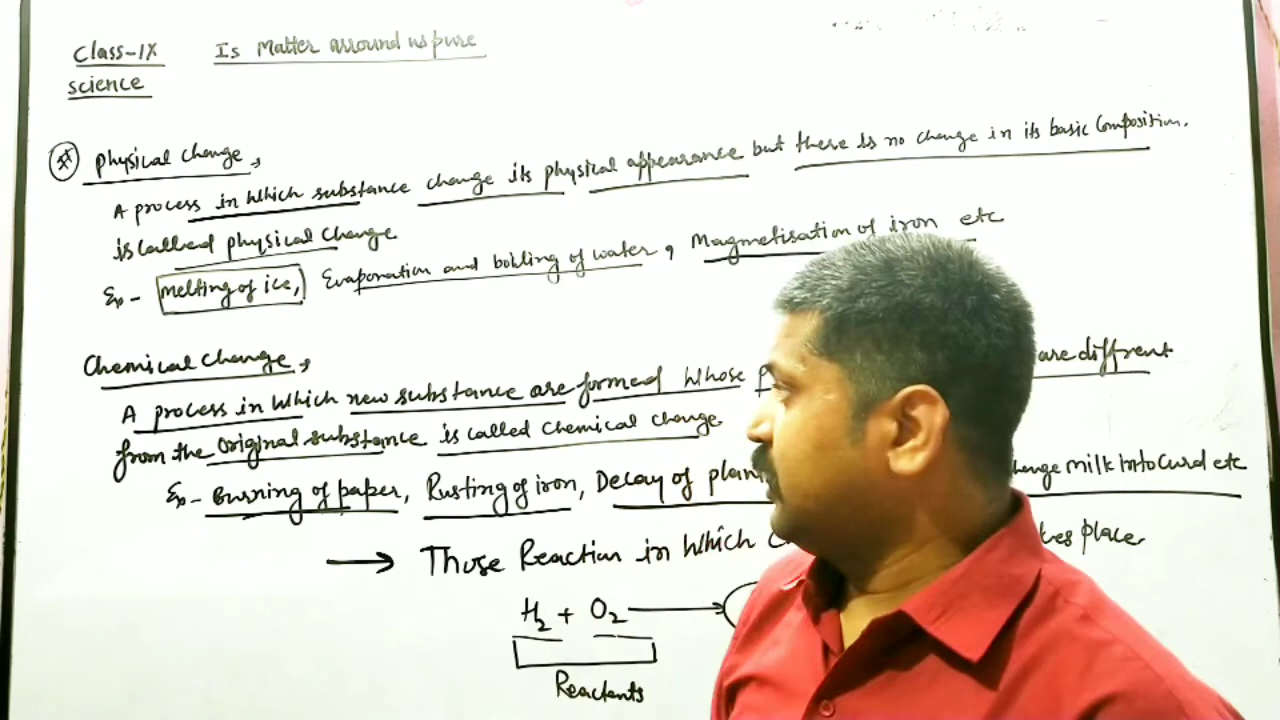 Class-IX Is Matter arround us pure
science
physical change,
A process in which substance change its physical appearance but there is no change in its basic composition.
is called physical change
Ex- melting of ice, Evaporation and boiling of water, Magnetisation of iron etc
Chemical change,
A process in which new substance are formed whose are diffrent
from the original substance is called chemical change
Ex- Burning of paper, Rusting of iron, Decay of milk into curd etc
→ Those Reaction in which place
H2 + O2 →
Reactents